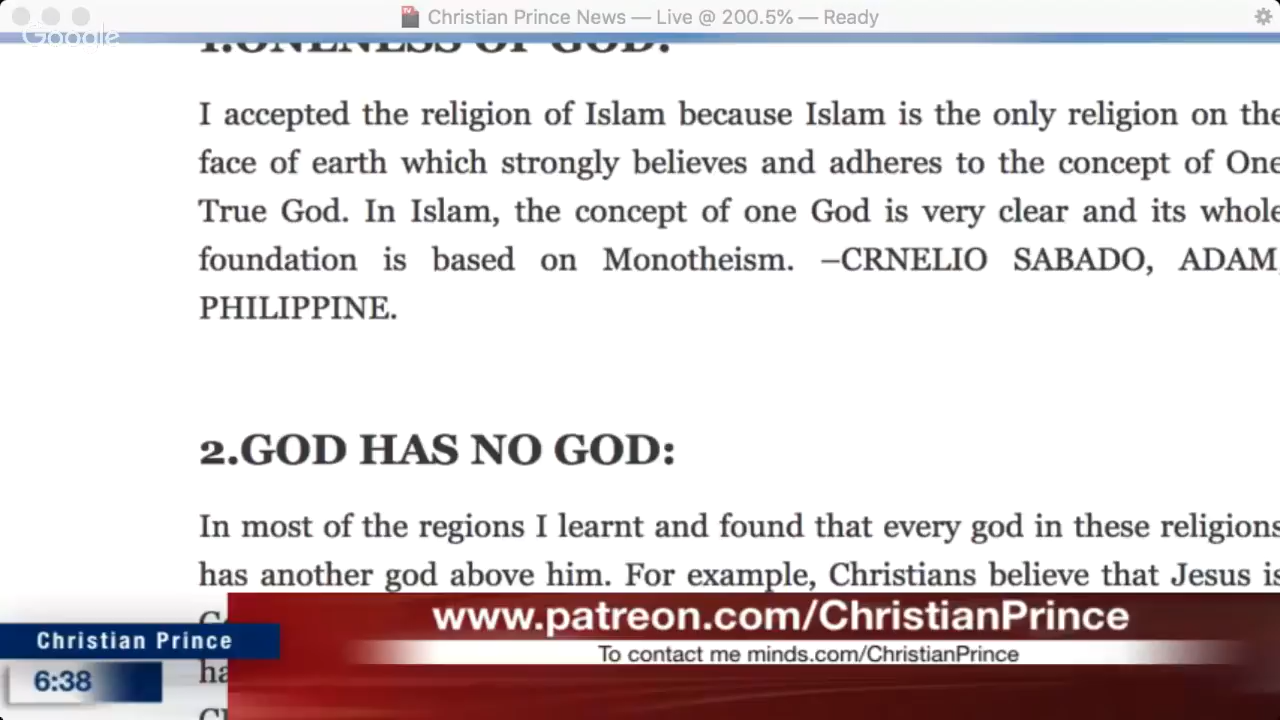 Christian Prince News — Live @ 200.5% — Ready
Google
1.ONENESS OF GOD:
I accepted the religion of Islam because Islam is the only religion on the
face of earth which strongly believes and adheres to the concept of One
True God. In Islam, the concept of one God is very clear and its whole
foundation is based on Monotheism. –CRNELIO SABADO, ADAM,
PHILIPPINE.
2.GOD HAS NO GOD:
In most of the regions I learnt and found that every god in these religions
has another god above him. For example, Christians believe that Jesus is
www.patreon.com/ChristianPrince
Christian Prince
To contact me minds.com/ChristianPrince
6:38